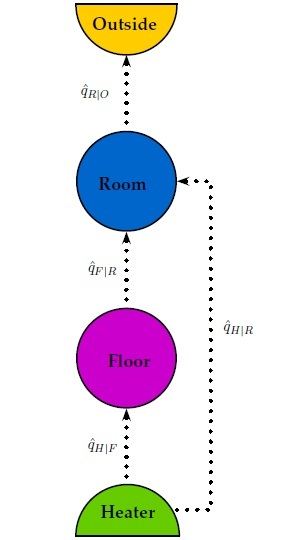 Outside
q̂R|O
Room
q̂F|R
q̂H|R
Floor
q̂H|F
Heater